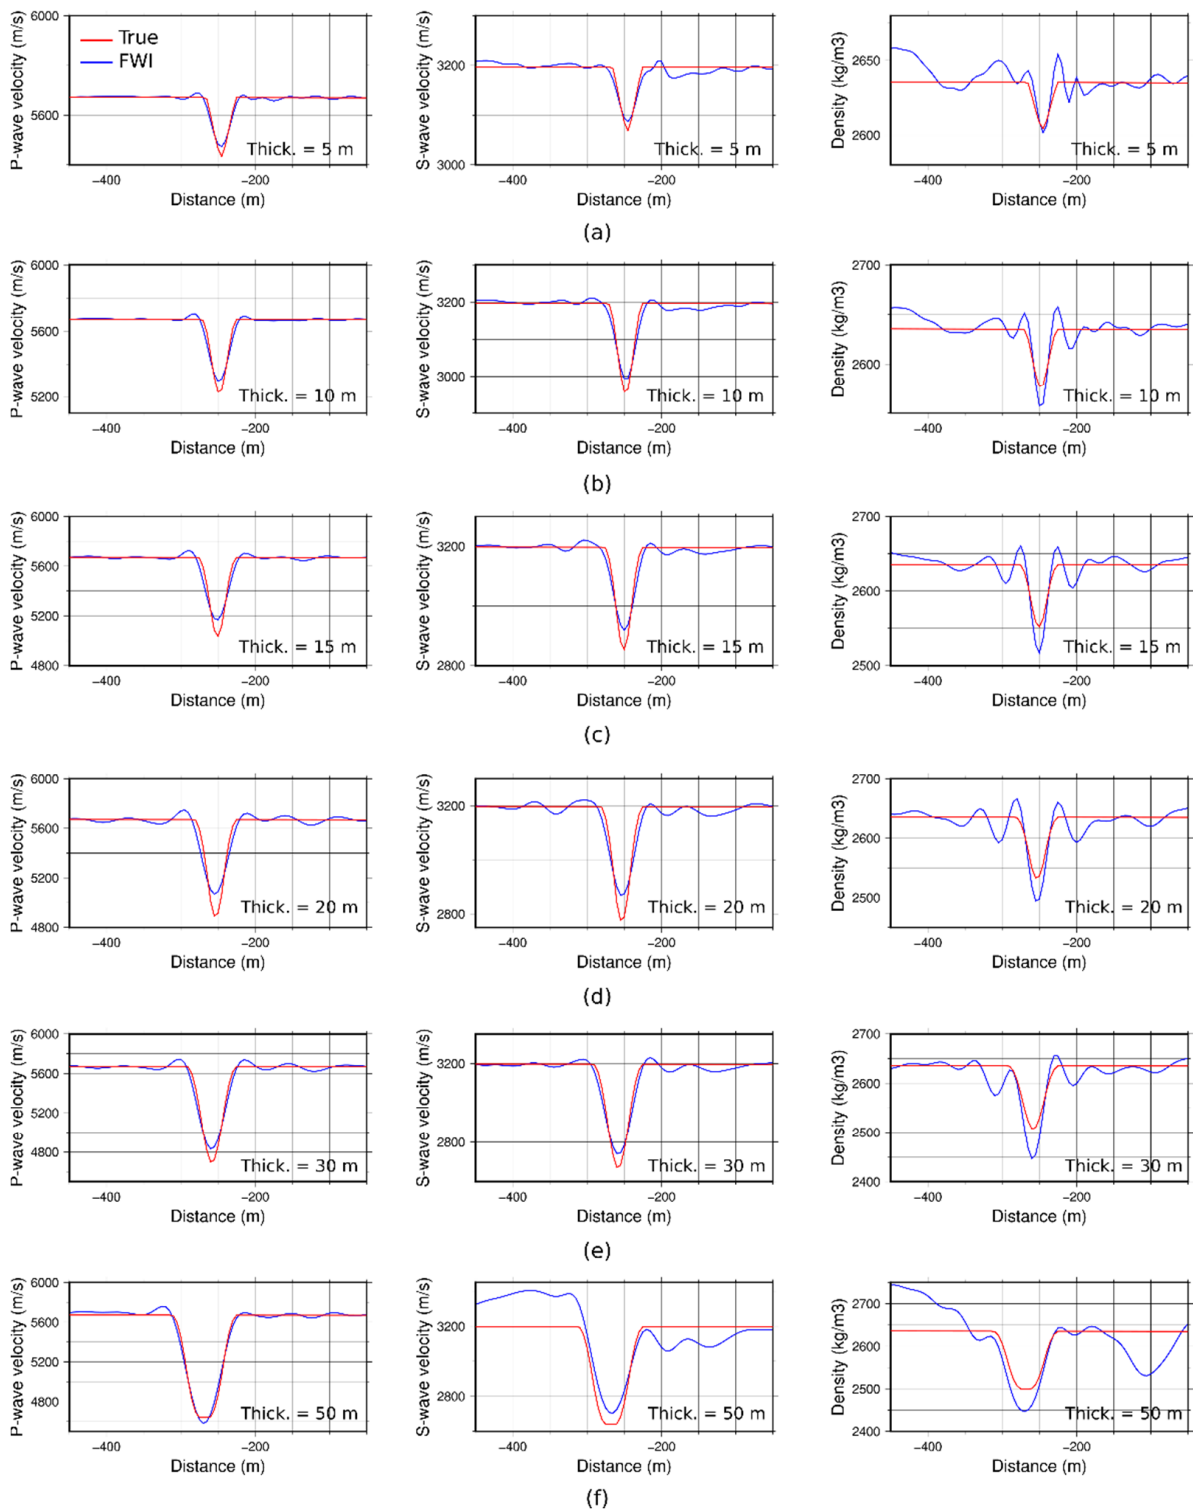 6000
5600
P-wave velocity (m/s)
True
FWI
Thick. = 5 m
−400
−200
Distance (m)
3200
3000
S-wave velocity (m/s)
Thick. = 5 m
−400
−200
Distance (m)
2650
2600
Density (kg/m3)
Thick. = 5 m
−400
−200
Distance (m)
(a)
6000
5600
5200
P-wave velocity (m/s)
Thick. = 10 m
−400
−200
Distance (m)
3200
3000
S-wave velocity (m/s)
Thick. = 10 m
−400
−200
Distance (m)
2700
2600
Density (kg/m3)
Thick. = 10 m
−400
−200
Distance (m)
(b)
6000
5600
5200
4800
P-wave velocity (m/s)
Thick. = 15 m
−400
−200
Distance (m)
3200
2800
S-wave velocity (m/s)
Thick. = 15 m
−400
−200
Distance (m)
2700
2600
2500
Density (kg/m3)
Thick. = 15 m
−400
−200
Distance (m)
(c)
6000
5600
5200
4800
P-wave velocity (m/s)
Thick. = 20 m
−400
−200
Distance (m)
3200
2800
S-wave velocity (m/s)
Thick. = 20 m
−400
−200
Distance (m)
2700
2600
2500
Density (kg/m3)
Thick. = 20 m
−400
−200
Distance (m)
(d)
6000
5600
5200
4800
P-wave velocity (m/s)
Thick. = 30 m
−400
−200
Distance (m)
3200
2800
S-wave velocity (m/s)
Thick. = 30 m
−400
−200
Distance (m)
2700
2600
2500
2400
Density (kg/m3)
Thick. = 30 m
−400
−200
Distance (m)
(e)
6000
5600
5200
4800
P-wave velocity (m/s)
Thick. = 50 m
−400
−200
Distance (m)
3200
2800
S-wave velocity (m/s)
Thick. = 50 m
−400
−200
Distance (m)
2700
2600
2500
2400
Density (kg/m3)
Thick. = 50 m
−400
−200
Distance (m)
(f)